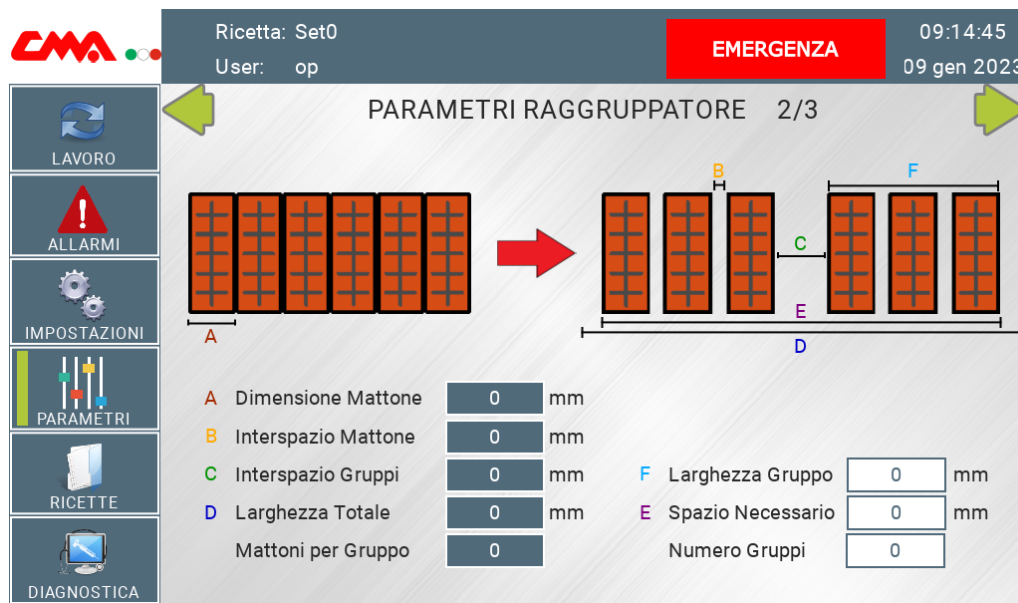 CMA
Ricetta: Set0
User: op
EMERGENZA
09:14:45
09 gen 2023
LAVORO
ALLARMI
IMPOSTAZIONI
PARAMETRI
RICETTE
DIAGNOSTICA
PARAMETRI RAGGRUPPATORE 2/3
A
B
F
C
E
D
A Dimensione Mattone 0 mm
B Interspazio Mattone 0 mm
C Interspazio Gruppi 0 mm
D Larghezza Totale 0 mm
Mattoni per Gruppo 0
F Larghezza Gruppo 0 mm
E Spazio Necessario 0 mm
Numero Gruppi 0